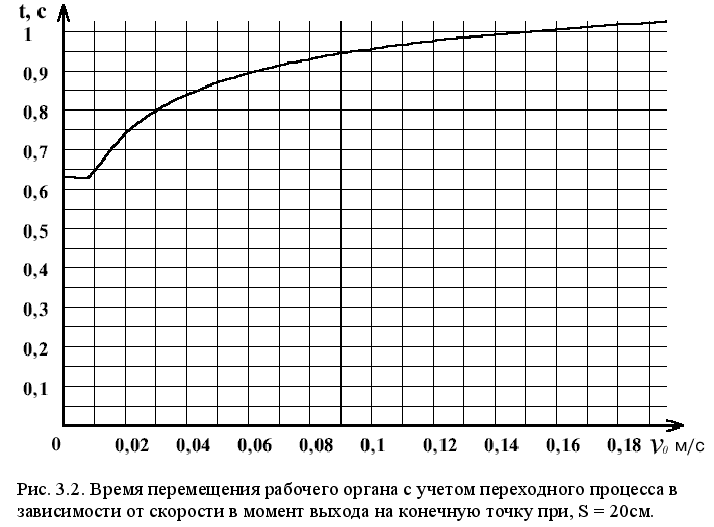 t, c
1
0,9
0,8
0,7
0,6
0,5
0,4
0,3
0,2
0,1
0 0,02 0,04 0,06 0,08 0,1 0,12 0,14 0,16 0,18 V₀ м/с
Рис. 3.2. Время перемещения рабочего органа с учетом переходного процесса в
зависимости от скорости в момент выхода на конечную точку при, S = 20см.